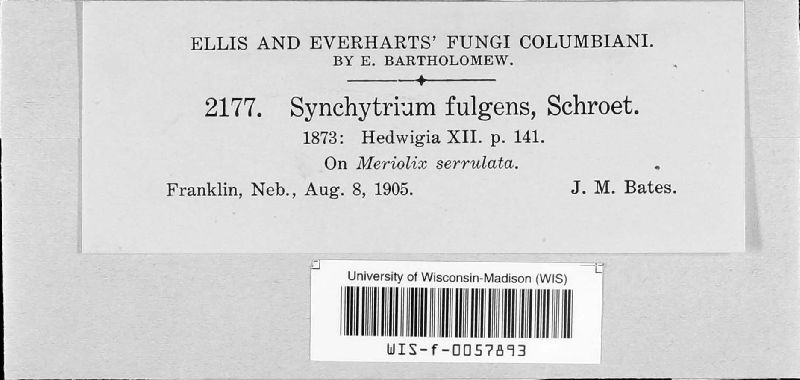 ELLIS AND EVERHARTS' FUNGI COLUMBIANI.
BY E. BARTHOLOMEW.
2177. Synchytrium fulgens, Schroet.
1873: Hedwigia XII. p. 141.
On Meriolix serrulata.
Franklin, Neb., Aug. 8, 1905. J. M. Bates.
University of Wisconsin-Madison (WIS)
WIS-f-0057893